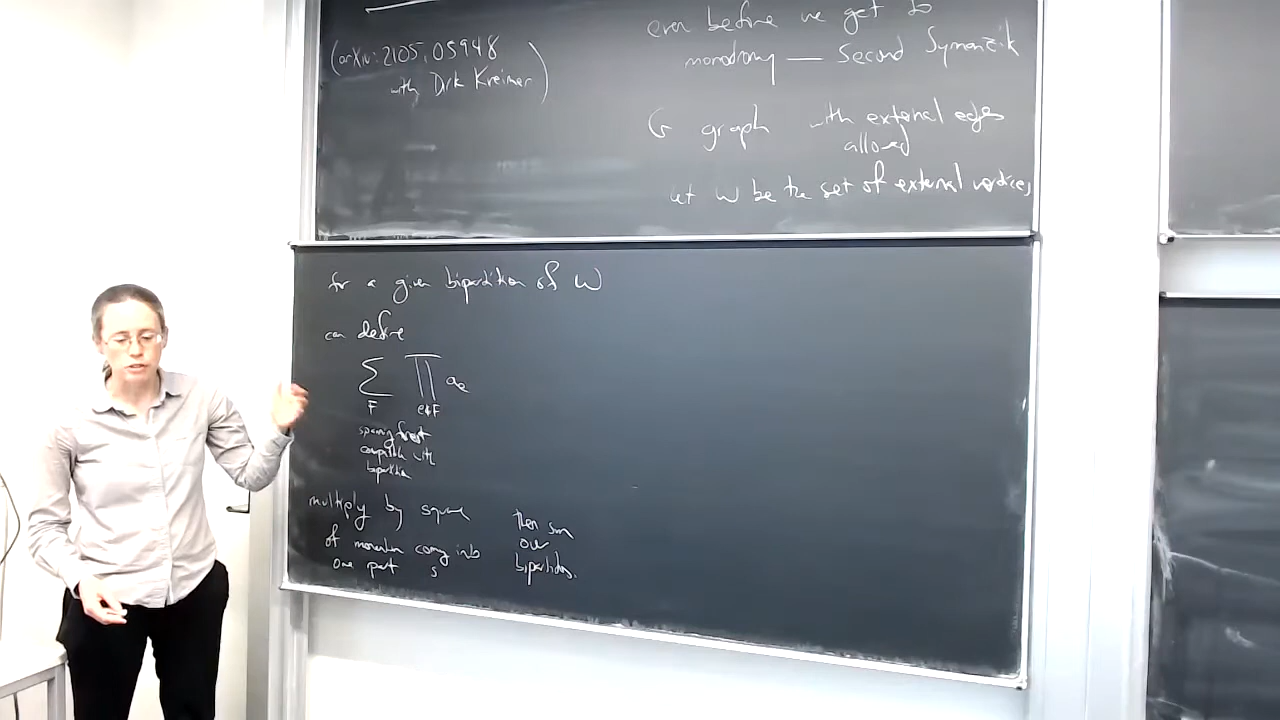 (arXiv:2105.05948
with Dirk Kreimer)
even before we get to
monodromy — Second Symanzik
G graph with external edges
allowed
let W be the set of external vertices
for a given bipartition of W
can define
∑ ∏ a_e
F e∉F
spanning forest
compatible with
bipartition
multiply by square
of momentum coming into
one part
then sum
over
bipartitions.